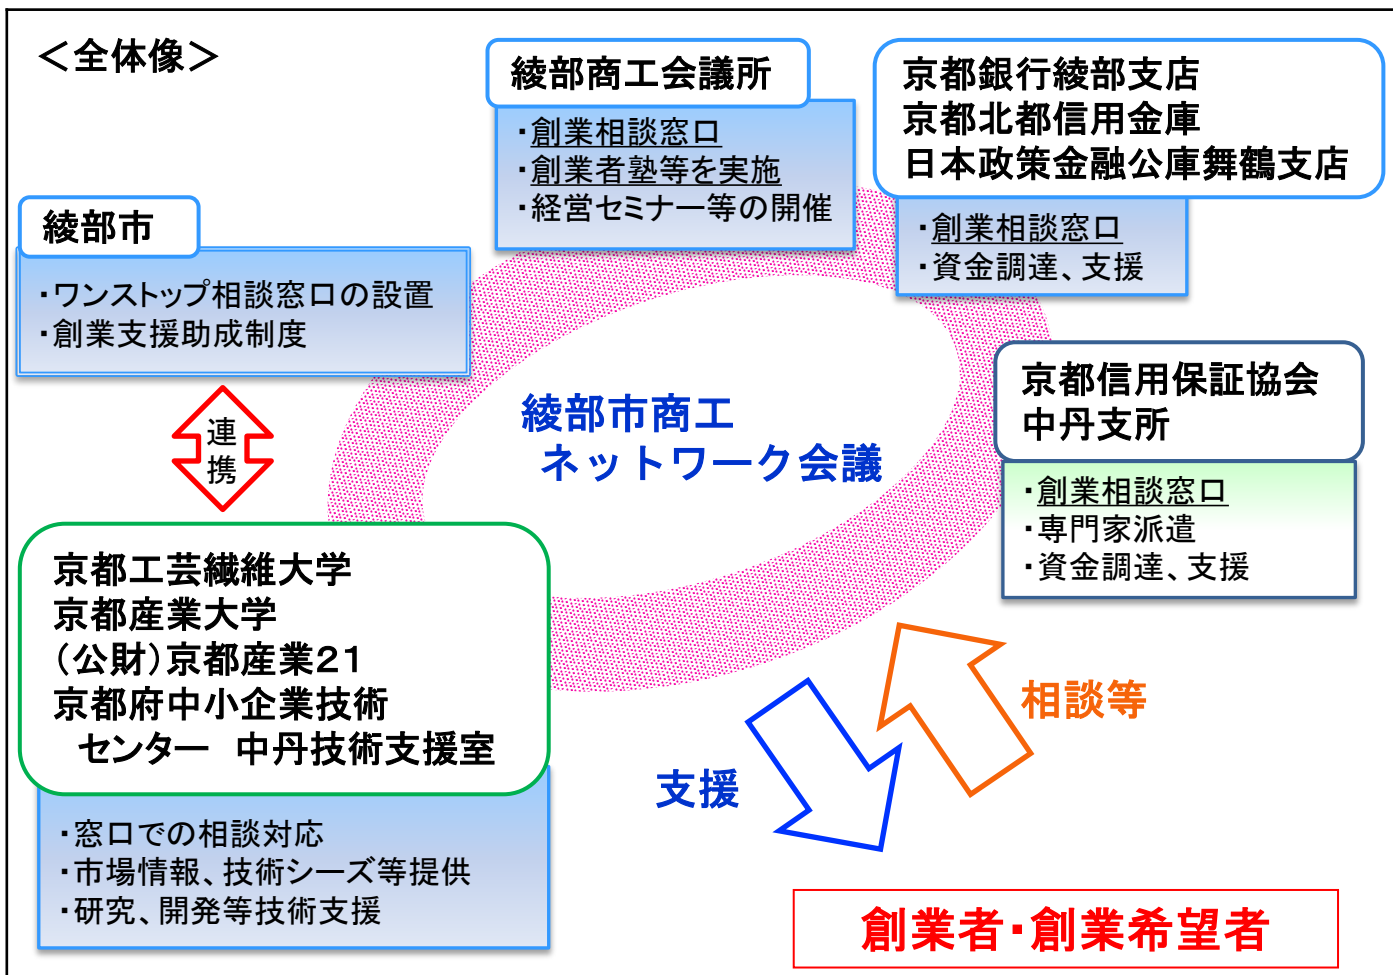 ＜全体像＞
綾部商工会議所
・創業相談窓口
・創業者塾等を実施
・経営セミナー等の開催
京都銀行綾部支店
京都北都信用金庫
日本政策金融公庫舞鶴支店
・創業相談窓口
・資金調達、支援
綾部市
・ワンストップ相談窓口の設置
・創業支援助成制度
連
携
綾部市商工
ネットワーク会議
京都信用保証協会
中丹支所
・創業相談窓口
・専門家派遣
・資金調達、支援
京都工芸繊維大学
京都産業大学
（公財）京都産業２１
京都府中小企業技術
センター　中丹技術支援室
・窓口での相談対応
・市場情報、技術シーズ等提供
・研究、開発等技術支援
相談等
支援
創業者・創業希望者